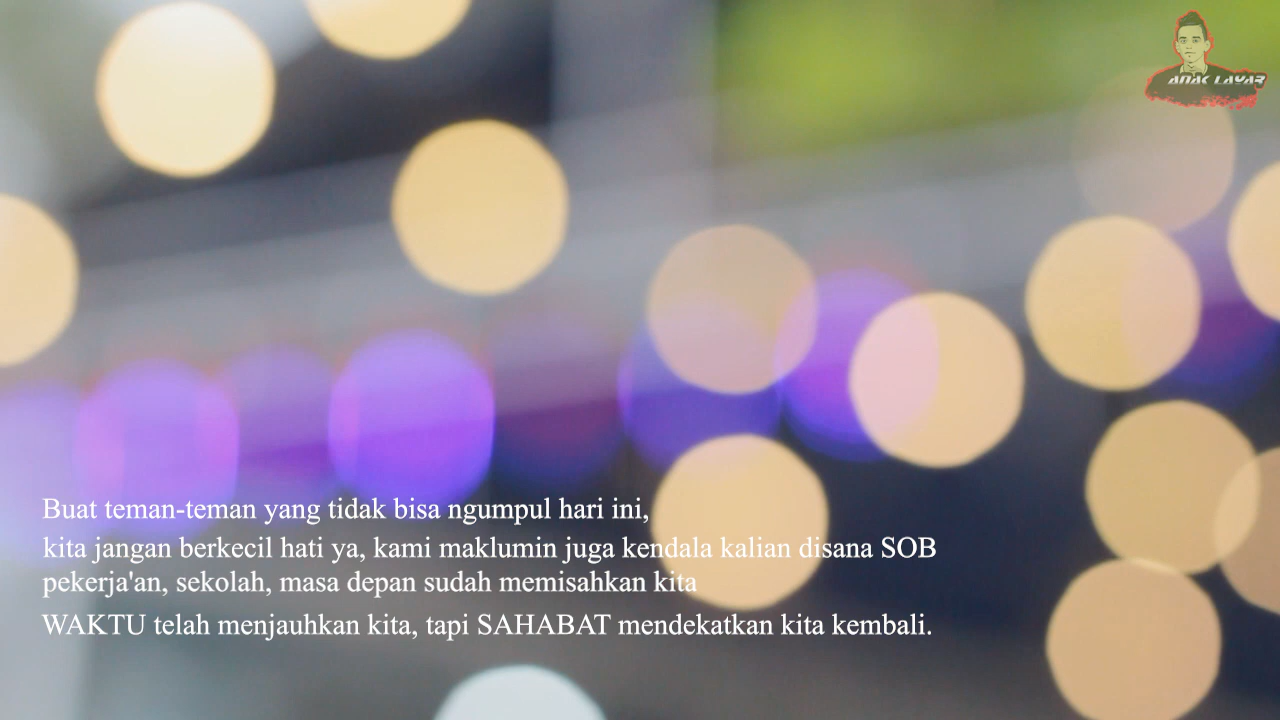 ANAK LAYAR
Buat teman-teman yang tidak bisa ngumpul hari ini,
kita jangan berkecil hati ya, kami maklumin juga kendala kalian disana SOB
pekerja'an, sekolah, masa depan sudah memisahkan kita
WAKTU telah menjauhkan kita, tapi SAHABAT mendekatkan kita kembali.